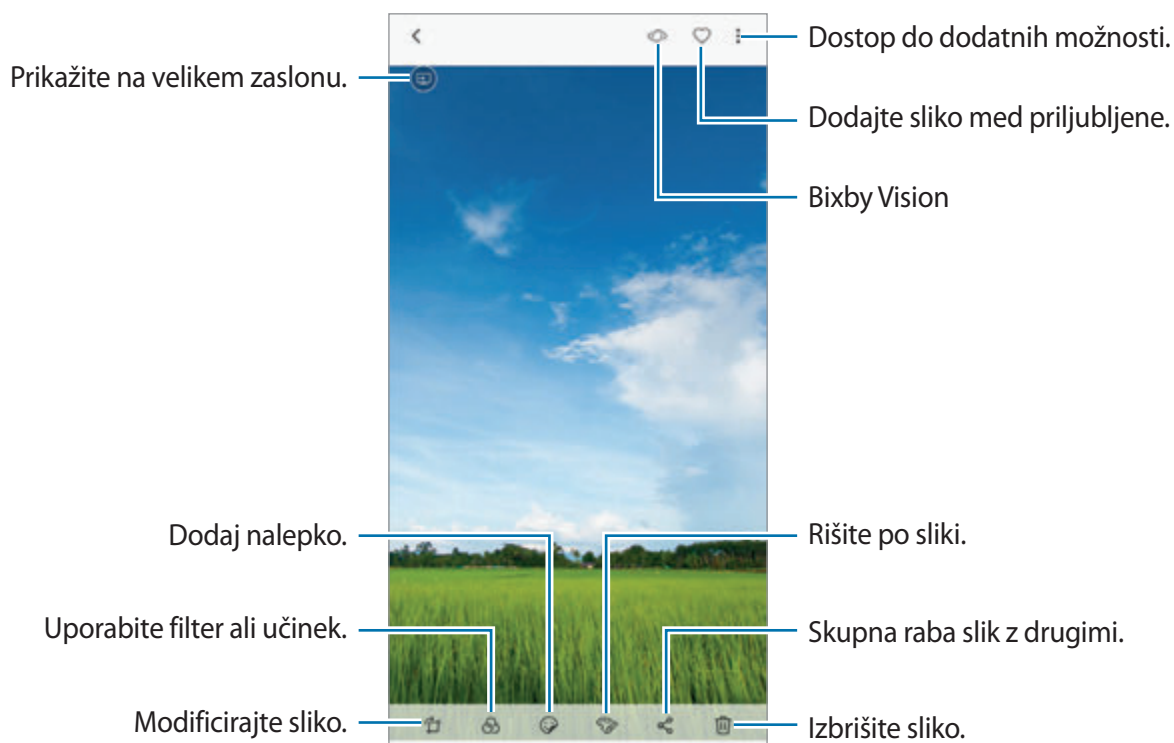 Dostop do dodatnih možnosti.
Prikažite na velikem zaslonu.
Dodajte sliko med priljubljene.
Bixby Vision
Dodaj nalepko.
Rišite po sliki.
Uporabite filter ali učinek.
Skupna raba slik z drugimi.
Modificirajte sliko.
Izbrišite sliko.